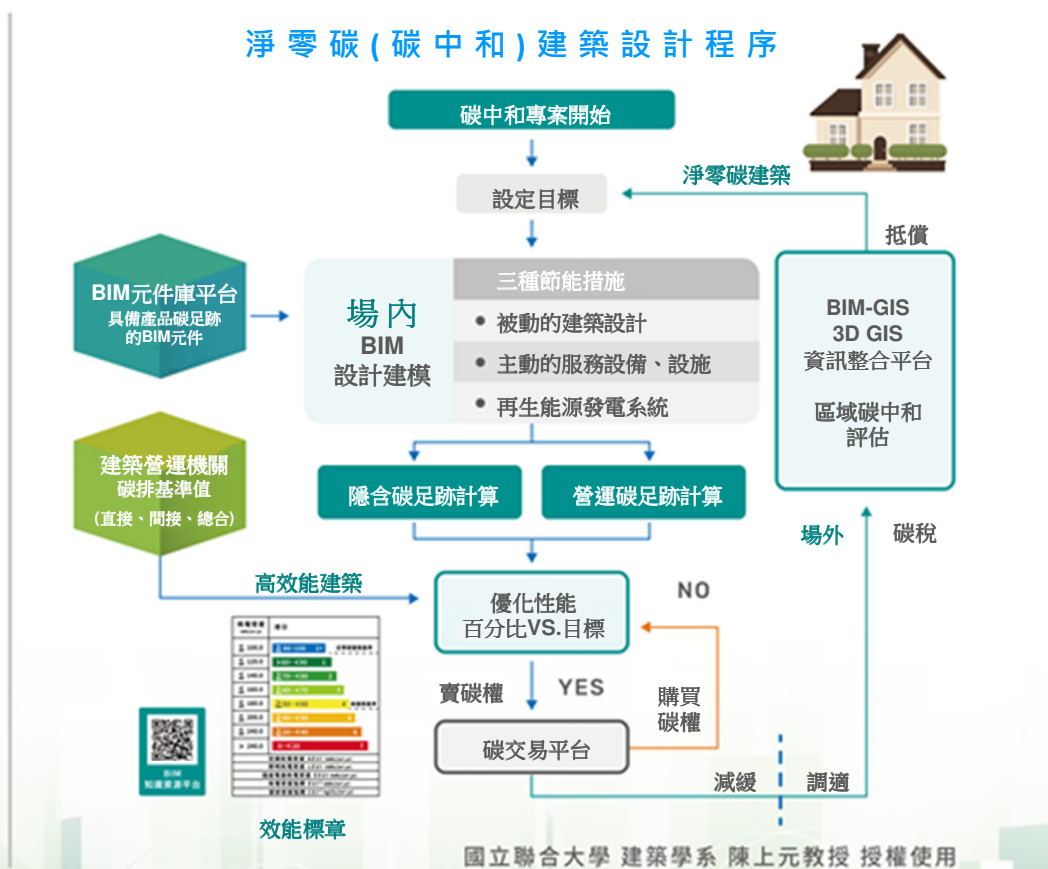 淨零碳(碳中和)建築設計程序
碳中和專案開始
淨零碳建築
設定目標
抵償
BIM元件庫平台
具備產品碳足跡
的BIM元件
場內
BIM
設計建模
三種節能措施
• 被動的建築設計
• 主動的服務設備、設施
• 再生能源發電系統
BIM-GIS
3D GIS
資訊整合平台
區域碳中和
評估
建築營運機關
碳排基準值
(直接、間接、總合)
隱含碳足跡計算
營運碳足跡計算
場外
碳稅
高效能建築
優化性能
百分比VS.目標
NO
賣碳權
YES
購買
碳權
碳交易平台
減緩
調適
BIM
知識資源平台
效能標章
國立聯合大學 建築學系 陳上元教授 授權使用